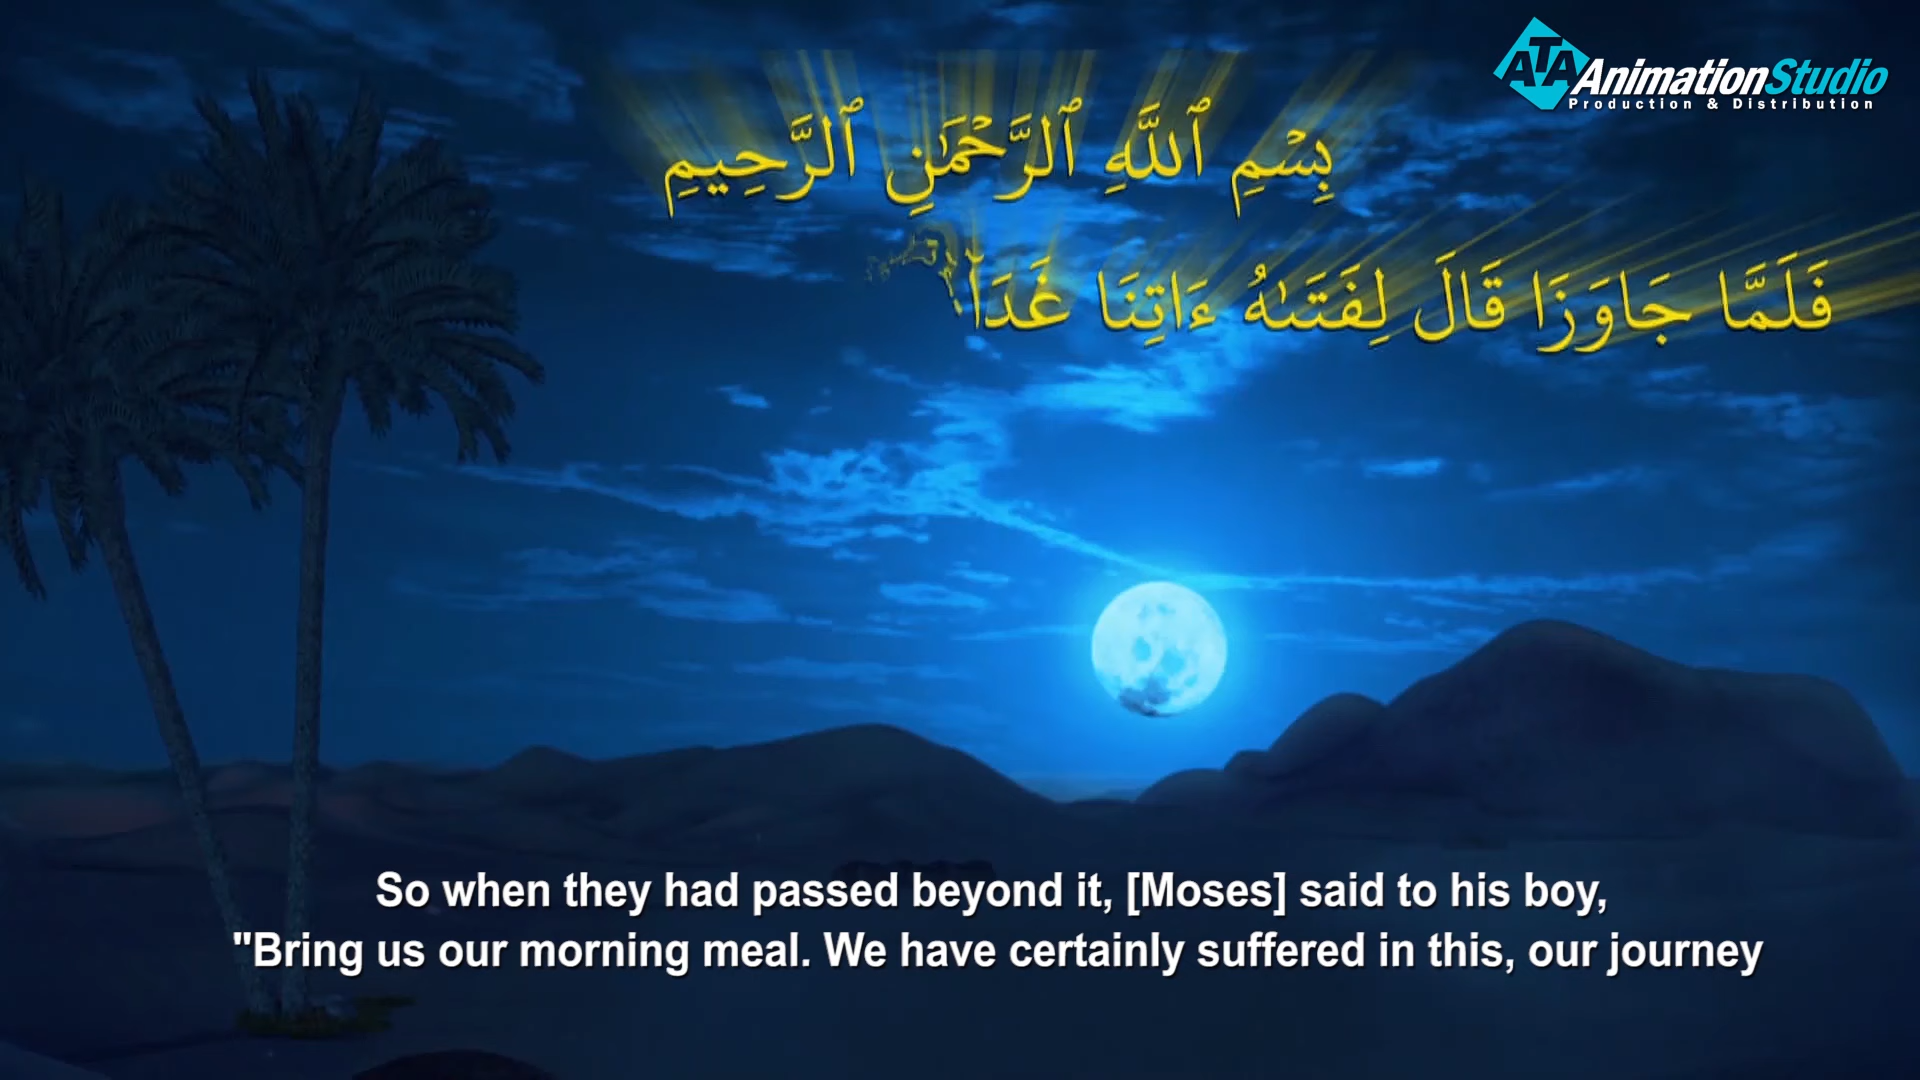 ATA AnimationStudio
Production & Distribution
بِسْمِ ٱللَّهِ ٱلرَّحْمَٰنِ ٱلرَّحِيمِ
فَلَمَّا جَاوَزَا قَالَ لِفَتَىٰهُ ءَاتِنَا
So when they had passed beyond it, [Moses] said to his boy,
"Bring us our morning meal. We have certainly suffered in this, our journey